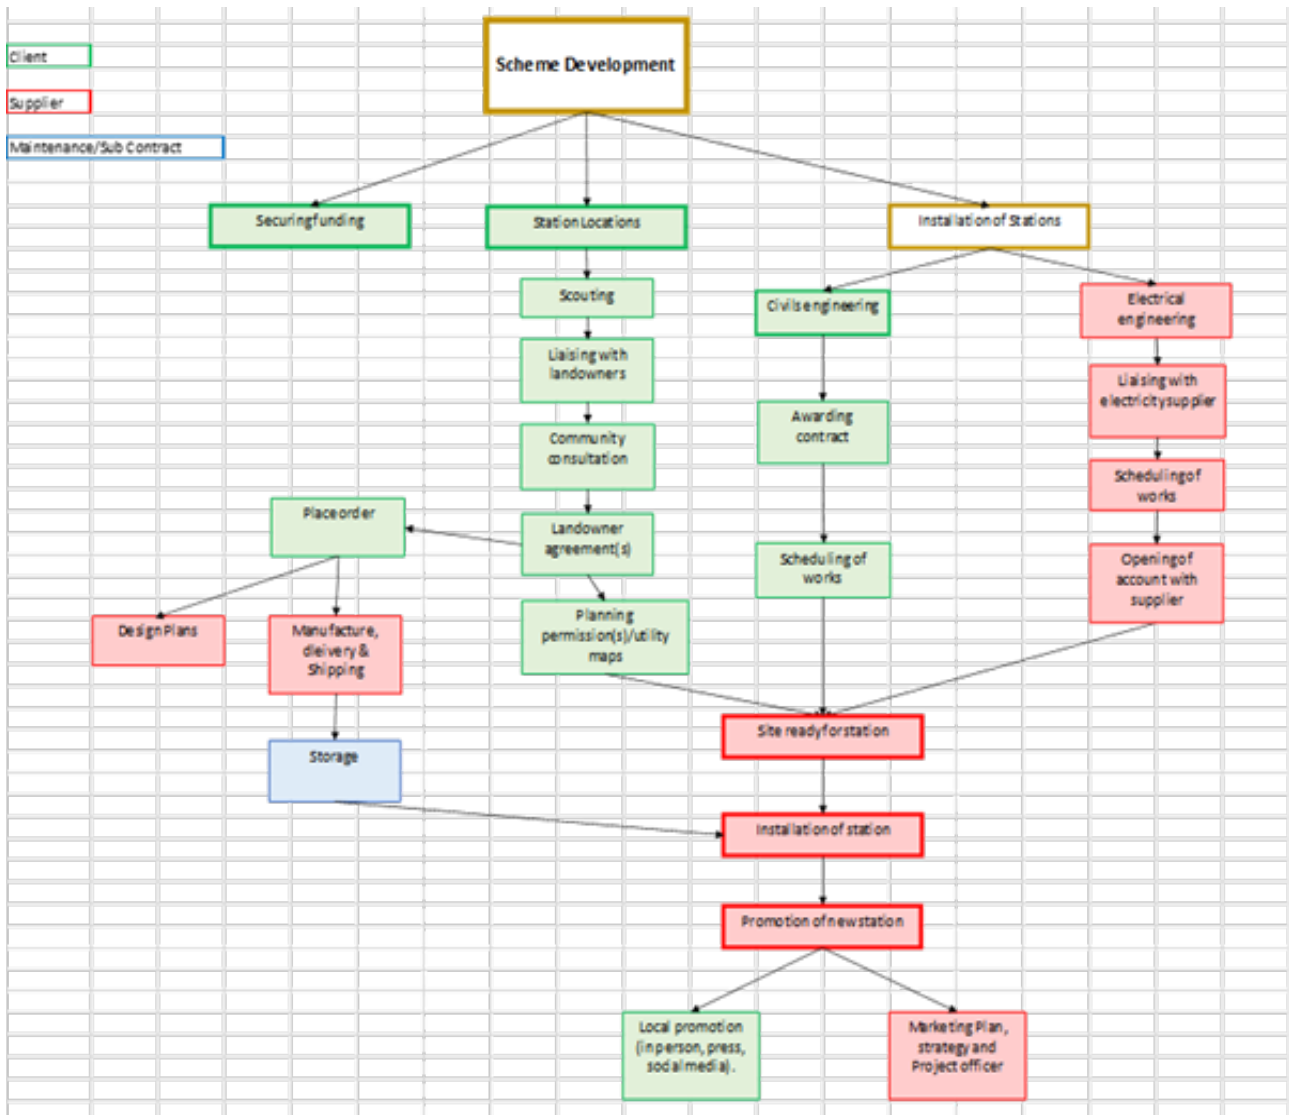 Scheme Development
Client
Supplier
Maintenance/Sub Contract
Securing funding
Station Locations
Installation of Stations
Scouting
Civils engineering
Electrical
engineering
Liaising with
landowners
Liaising with
electricity supplier
Awarding
contract
Community
consultation
Scheduling of
works
Place order
Landowner
agreement(s)
Scheduling of
works
Opening of
account with
supplier
Design Plans
Manufacture,
dleivery &
Shipping
Planning
permission(s)/utility
maps
Site ready for station
Storage
Installation of station
Promotion of new station
Local promotion
(in person, press,
social media).
Marketing Plan,
strategy and
Project officer